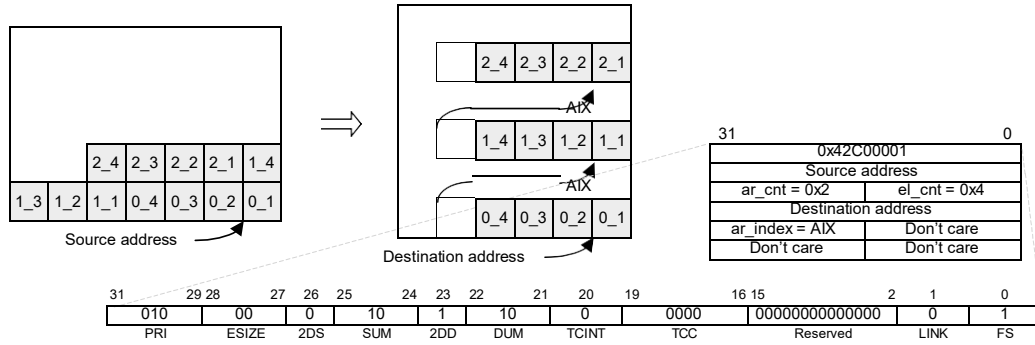 2_4 2_3 2_2 2_1
AIX
1_4 1_3 1_2 1_1
AIX
0_4 0_3 0_2 0_1
Destination address
2_4 2_3 2_2 2_1 1_4
1_3 1_2 1_1 0_4 0_3 0_2 0_1
Source address
31 0
0x42C00001
Source address
ar_cnt = 0x2 el_cnt = 0x4
Destination address
ar_index = AIX Don't care
Don't care Don't care
31 29 28 27 26 25 24 23 22 21 20 19 16 15 2 1 0
010 00 0 10 1 10 0 0000 00000000000000 0 1
PRI ESIZE 2DS SUM 2DD DUM TCINT TCC Reserved LINK FS